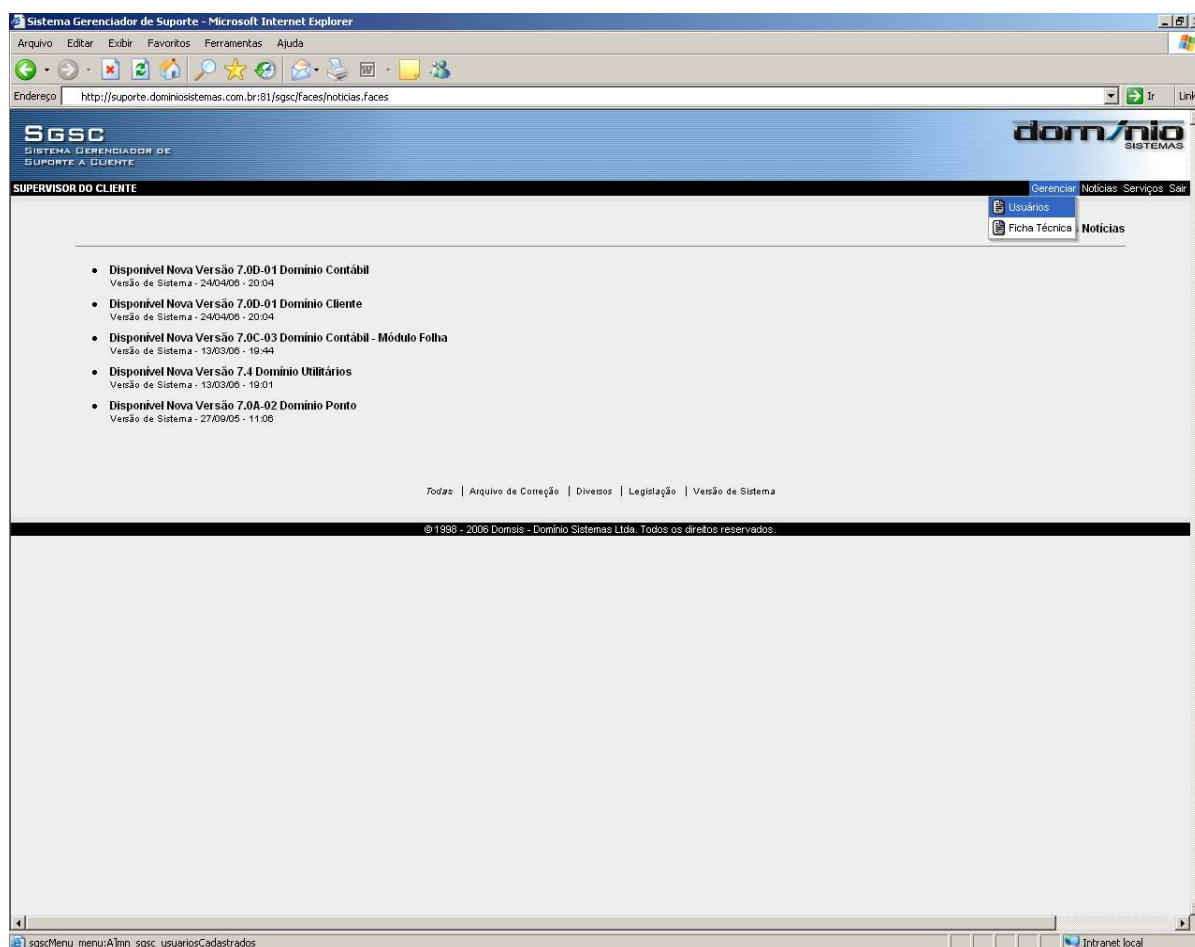 Sistema Gerenciador de Suporte - Microsoft Internet Explorer
Arquivo Editar Exibir Favoritos Ferramentas Ajuda
Endereço http://suporte.dominiosistemas.com.br:81/sgsc/faces/noticias.faces Ir Link
SGSC
SISTEMA GERENCIADOR DE
SUPORTE A CLIENTE
domínio
SISTEMAS
SUPERVISOR DO CLIENTE Gerenciar Notícias Serviços Sair
Usuários
Ficha Técnica Notícias
Disponível Nova Versão 7.0D-01 Domínio Contábil
Versão de Sistema - 24/04/06 - 20:04
Disponível Nova Versão 7.0D-01 Domínio Cliente
Versão de Sistema - 24/04/06 - 20:04
Disponível Nova Versão 7.0C-03 Domínio Contábil - Módulo Folha
Versão de Sistema - 13/03/06 - 19:44
Disponível Nova Versão 7.4 Domínio Utilitários
Versão de Sistema - 13/03/06 - 19:01
Disponível Nova Versão 7.0A-02 Domínio Ponto
Versão de Sistema - 27/09/05 - 11:06
Todas | Arquivo de Correção | Diversos | Legislação | Versão de Sistema
© 1998 - 2006 Domsis - Domínio Sistemas Ltda. Todos os direitos reservados.
sgscMenu_menu:A]mn_sgsc_usuariosCadastrados Intranet local